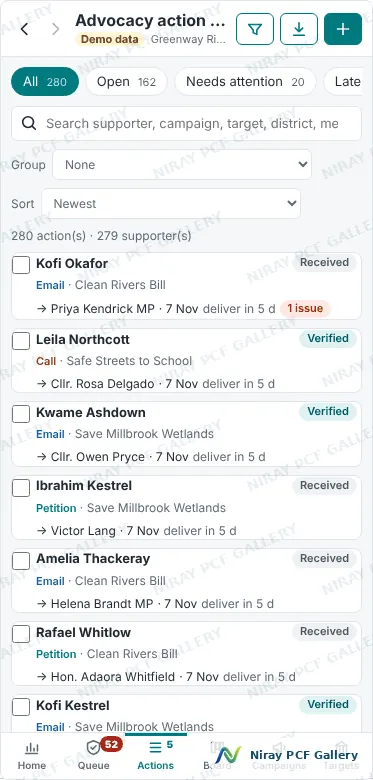 Advocacy action ...
Demo data · Greenway Ri...
All 280 Open 162 Needs attention 20 Late
Search supporter, campaign, target, district, me
Group None
Sort Newest
280 action(s) · 279 supporter(s)
Kofi Okafor Received
Email · Clean Rivers Bill
→ Priya Kendrick MP · 7 Nov deliver in 5 d 1 issue
Leila Northcott Verified
Call · Safe Streets to School
→ Cllr. Rosa Delgado · 7 Nov deliver in 5 d
Kwame Ashdown Verified
Email · Save Millbrook Wetlands
→ Cllr. Owen Pryce · 7 Nov deliver in 5 d
Ibrahim Kestrel Received
Petition · Save Millbrook Wetlands
→ Victor Lang · 7 Nov deliver in 5 d
Amelia Thackeray Received
Email · Clean Rivers Bill
→ Helena Brandt MP · 7 Nov deliver in 5 d
Rafael Whitlow Received
Petition · Clean Rivers Bill
→ Hon. Adaora Whitfield · 7 Nov deliver in 5 d
Kofi Kestrel Verified
Email · Save Millbrook Wetlands
52 5
Home Queue Actions Campaigns Targets
Niray PCF Gallery
NIRAY PCF GALLERY